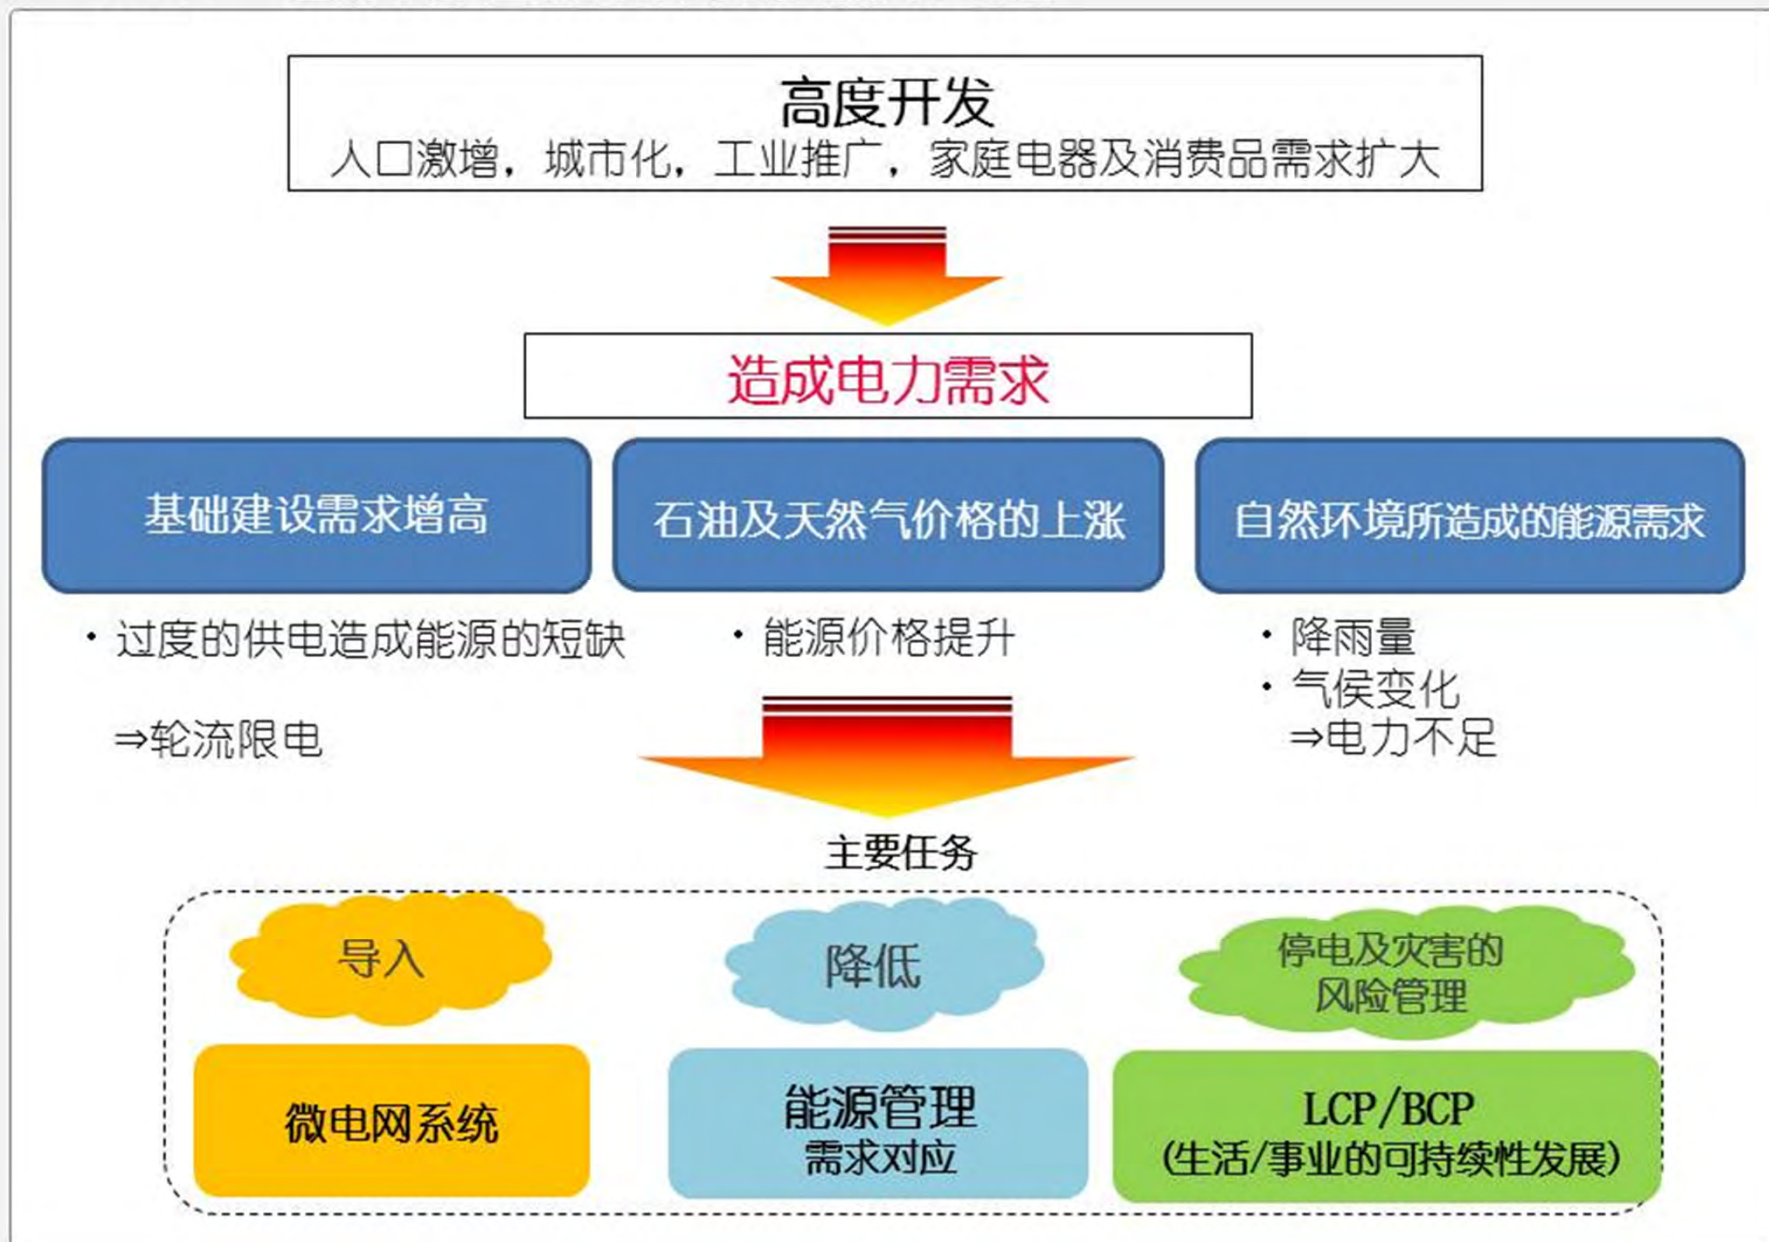 高度开发
人口激增，城市化，工业推广，家庭电器及消费品需求扩大
造成电力需求
基础建设需求增高
石油及天然气价格的上涨
自然环境所造成的能源需求
・过度的供电造成能源的短缺
⇒轮流限电
・能源价格提升
・降雨量
・气侯变化
⇒电力不足
主要任务
导入
降低
停电及灾害的
风险管理
微电网系统
能源管理
需求对应
LCP/BCP
(生活/事业的可持续性发展)